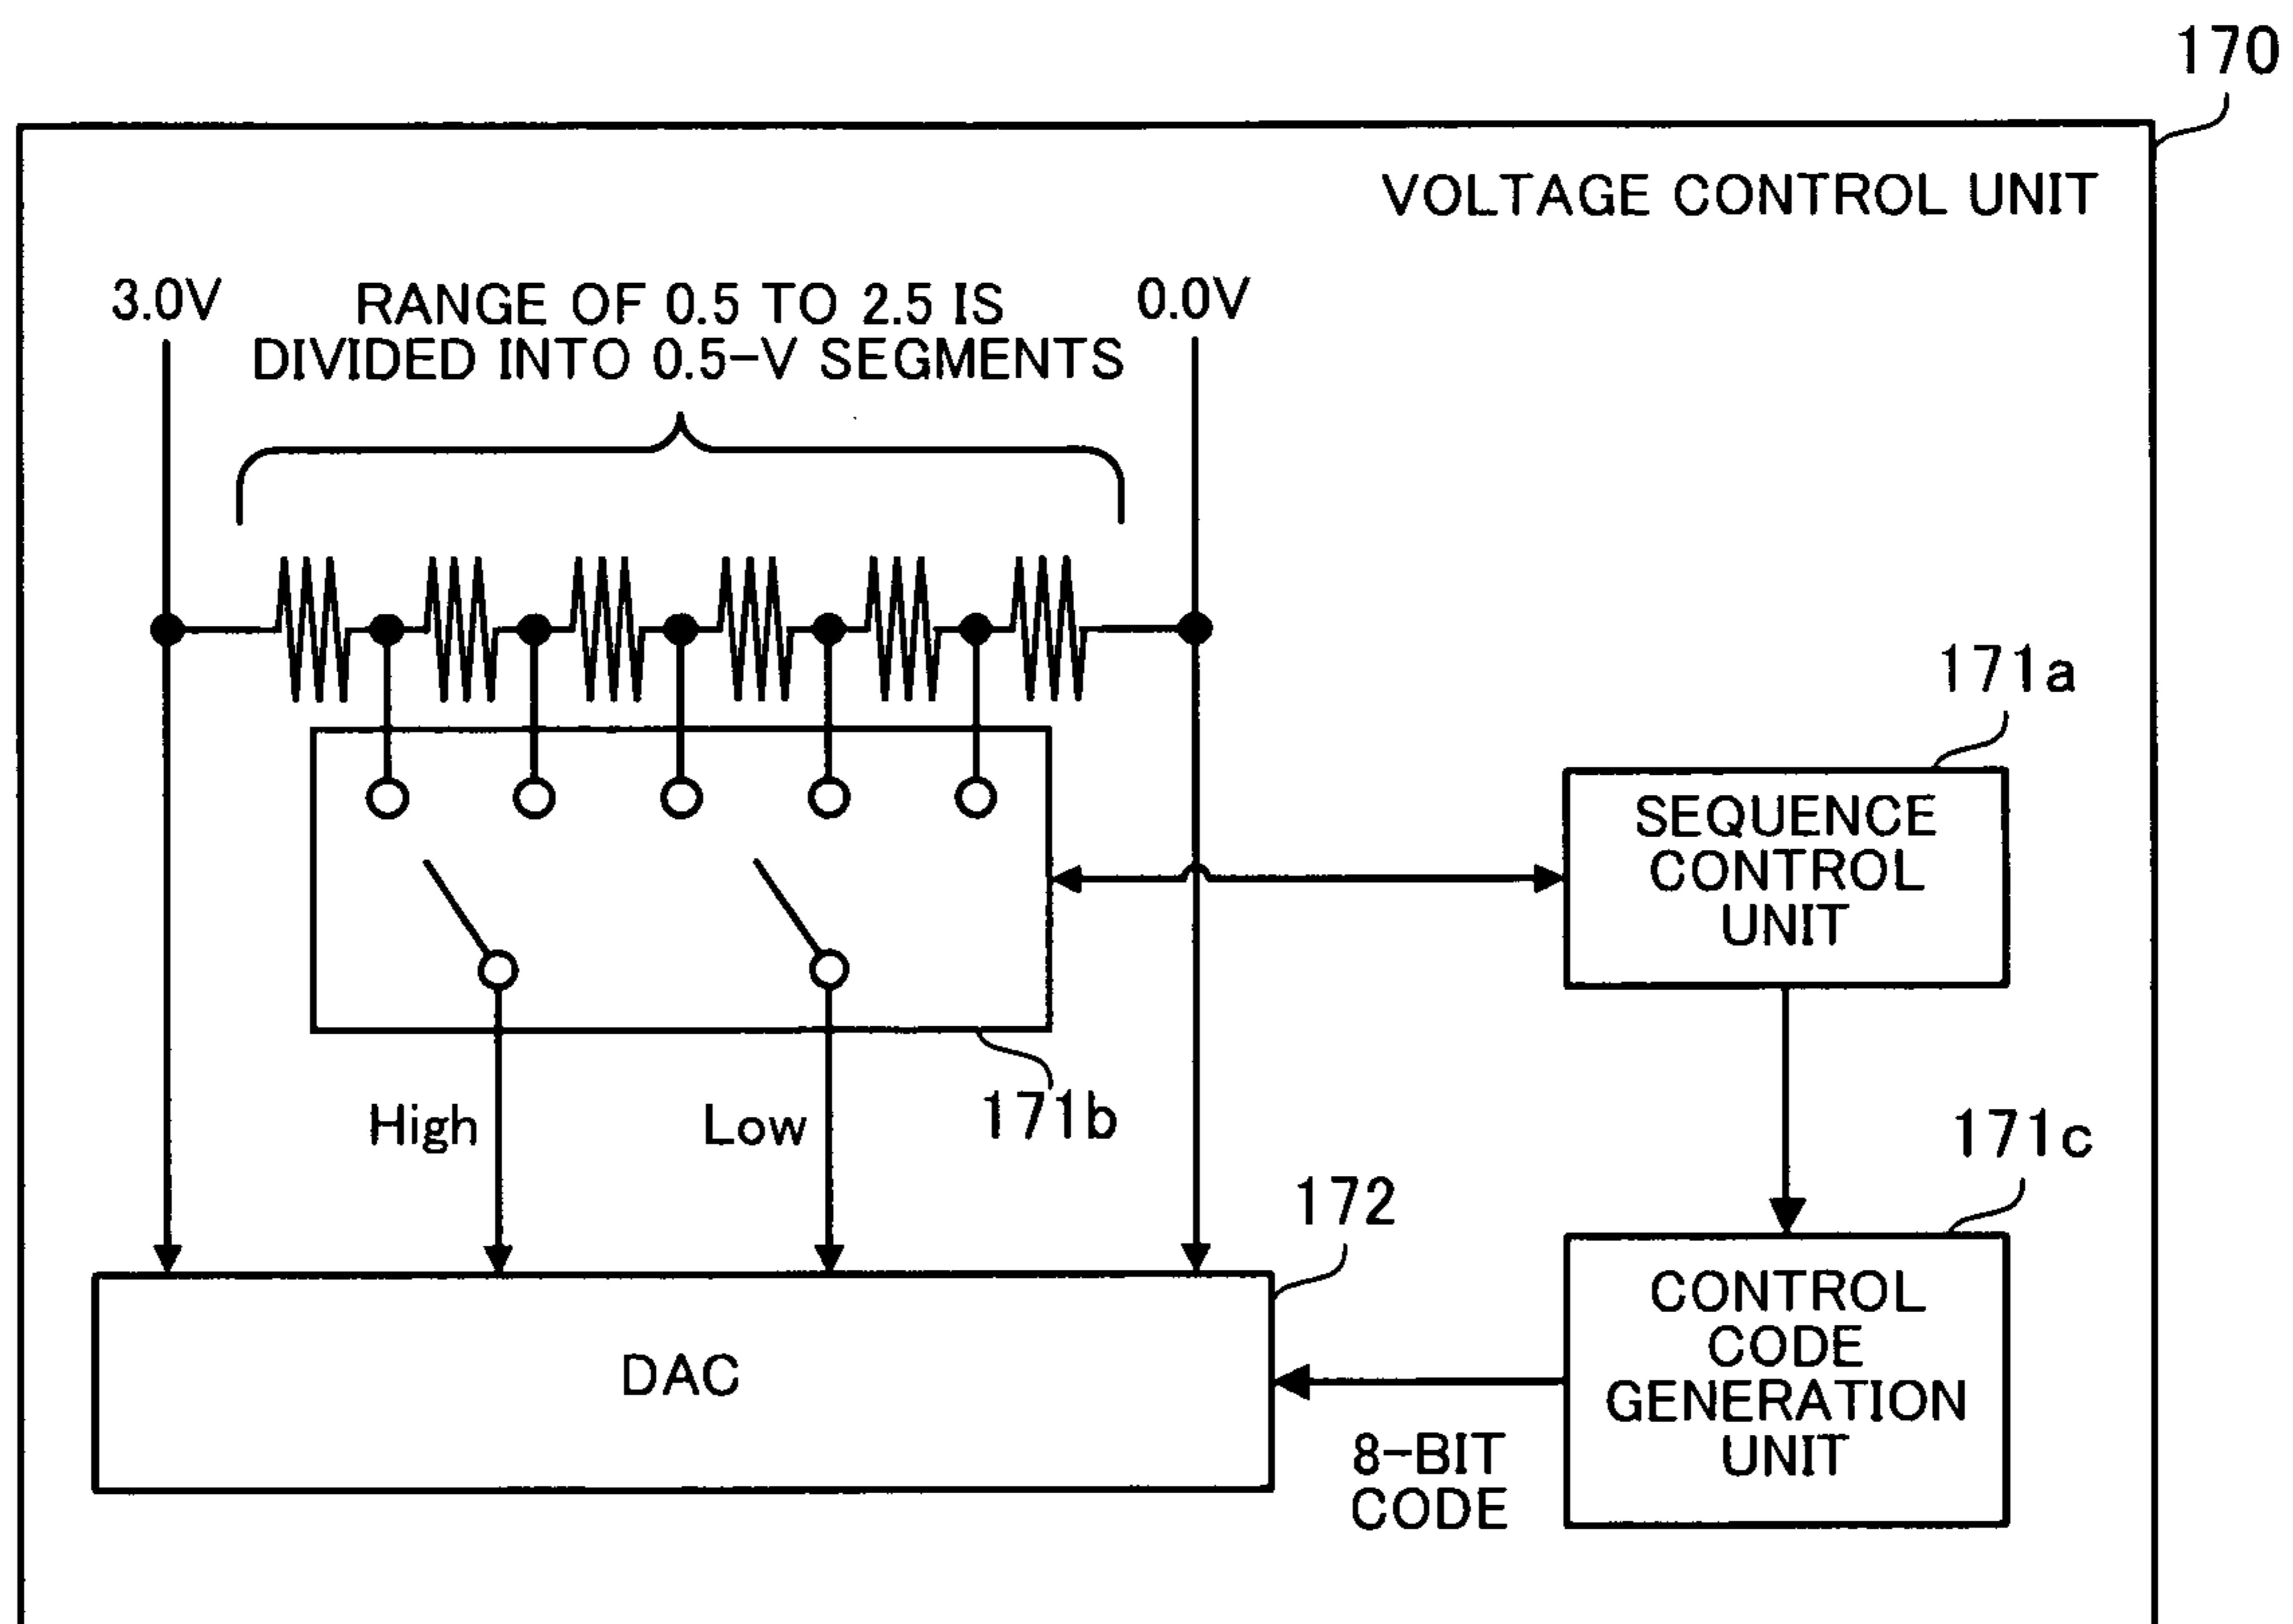 170
VOLTAGE CONTROL UNIT
3.0V
RANGE OF 0.5 TO 2.5 IS
DIVIDED INTO 0.5-V SEGMENTS
0.0V
171a
SEQUENCE
CONTROL
UNIT
High
Low
171b
171c
172
DAC
CONTROL
CODE
GENERATION
UNIT
8-BIT
CODE